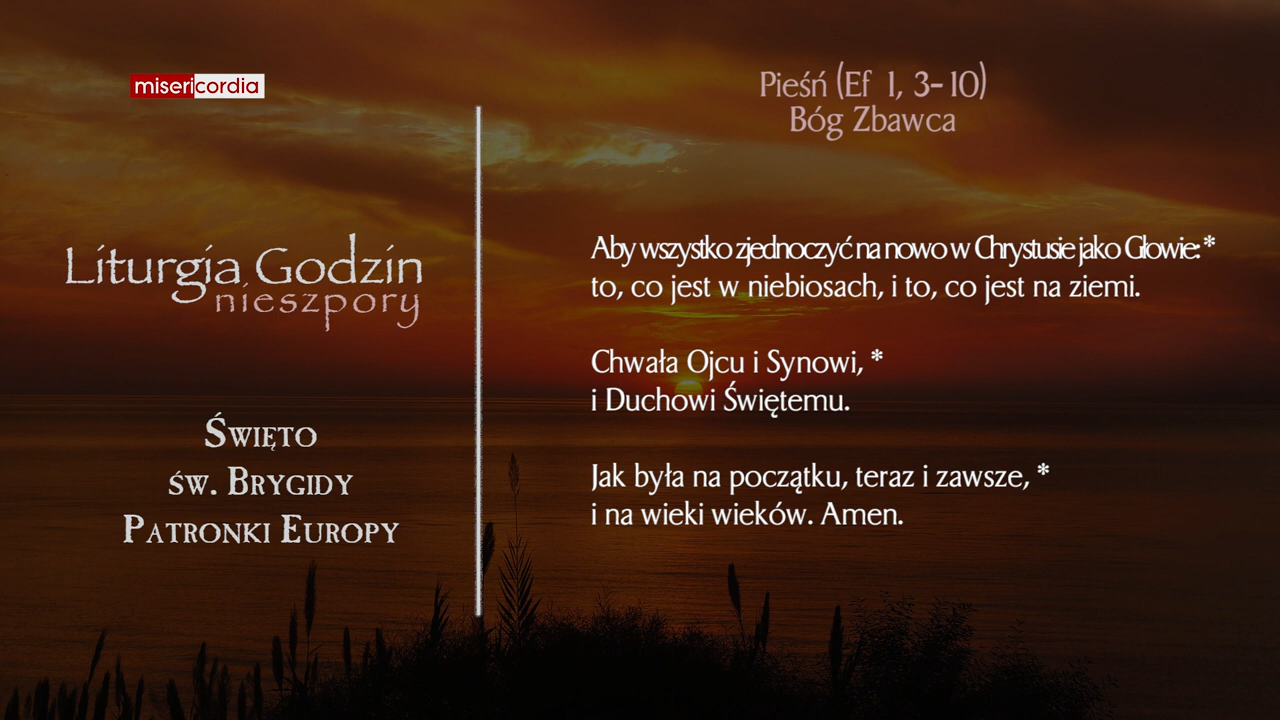 misericordia
Liturgia Godzin
nieszpory
Święto
św. Brygidy
Patronki Europy
Pieśń (Ef 1, 3-10)
Bóg Zbawca
Aby wszystko zjednoczyć na nowo w Chrystusie jako Głowie: *
to, co jest w niebiosach, i to, co jest na ziemi.
Chwała Ojcu i Synowi, *
i Duchowi Świętemu.
Jak była na początku, teraz i zawsze, *
i na wieki wieków. Amen.